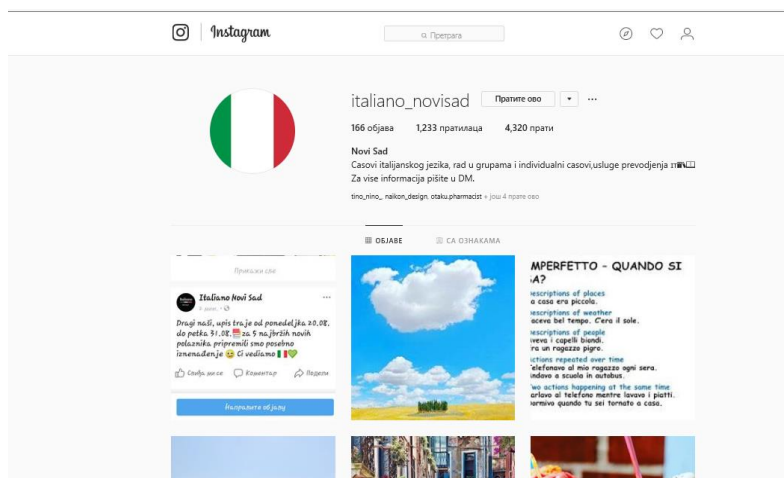 Instagram
Претрага
italiano_novisad Пратите ово ...
166 објава 1,233 пратилаца 4,320 прати
Novi Sad
Casovi italijanskog jezika, rad u grupama i individualni casovi,usluge prevodjenja
Za vise informacija pišite u DM.
tino_nino_, naikon_design, otaku.pharmacist + још 4 прате ово
ОБЈАВЕ СА ОЗНАКАМА
Прикажи све
Italiano Novi Sad ...
Dragi naši, upis traje od ponedeljka 20.08.
do petka 31.08. za 5 najbržih novih
polaznika pripremili smo posebno
iznenađenje Ci vediamo
Свиђа ми се Коментар Подели
Направите објаву
MPERFETTO - QUANDO SI
A?
escriptions of places
a casa era piccola.
escriptions of weather
aceva bel tempo. C'era il sole.
escriptions of people
iveva i capelli biondi.
ra un ragazzo pigro.
ctions repeated over time
elefonavo al mio ragazzo ogni sera.
ndavo a scuola in autobus.
wo actions happening at the same time
arlavo al telefono mentre lavavo i piatti.
ormivo quando tu sei tornato a casa.